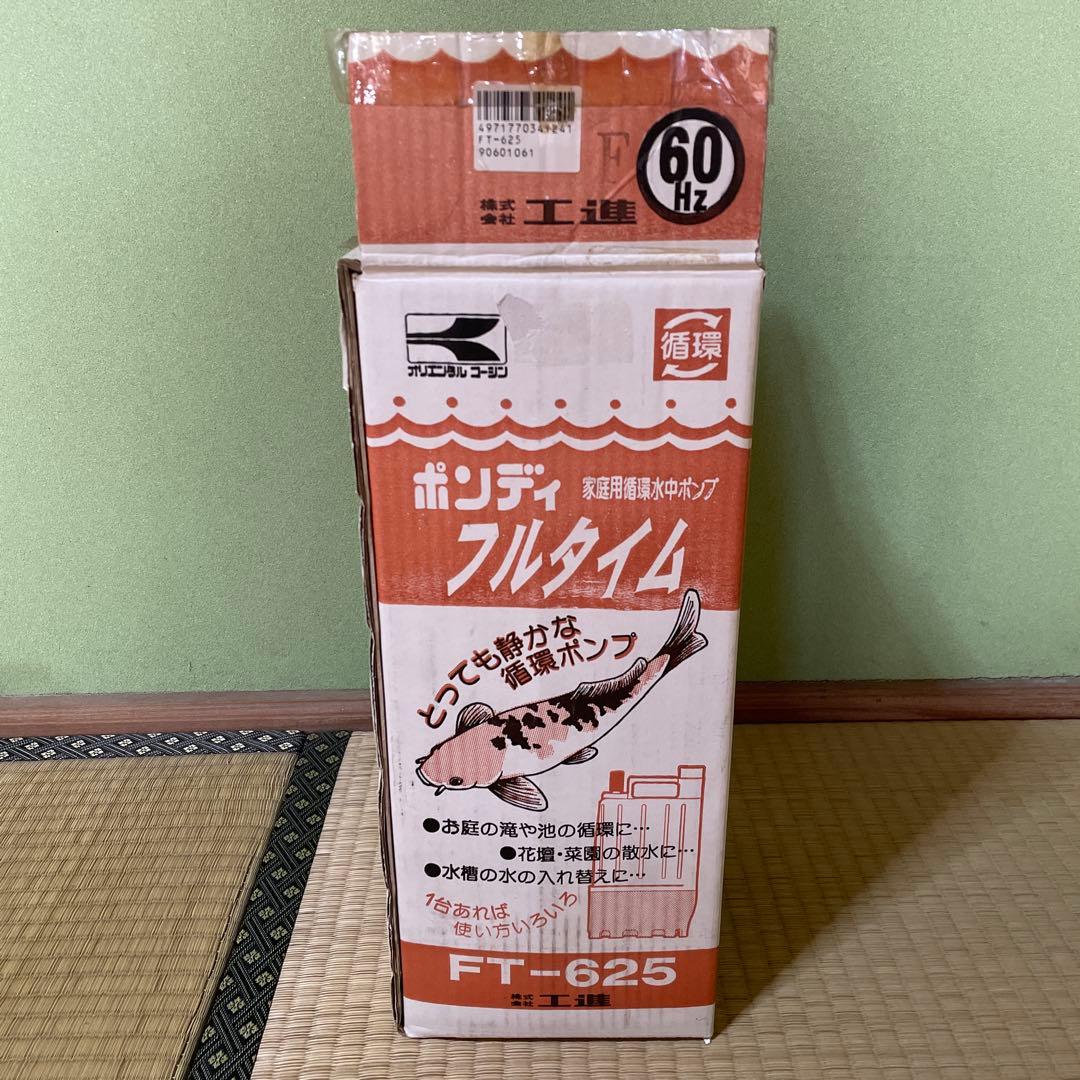 FT-625
90601061
F
60
Hz
株式会社 工進
オリエンタル コーシン
循環
ポンディ 家庭用循環水中ポンプ
フルタイム
とっても静かな
循環ポンプ
●お庭の滝や池の循環に…
●花壇・菜園の散水に…
●水槽の水の入れ替えに…
1台あれば
使い方いろいろ
FT-625
株式会社 工進